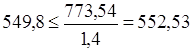 549,8 ≤ 773,54 / 1,4 = 552,53